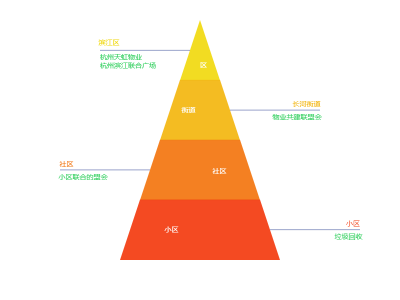 滨江区
杭州天虹物业
杭州滨江联合广场
区
长河街道
物业共建联盟会
街道
社区
小区联合的盟会
社区
小区
垃圾回收
小区